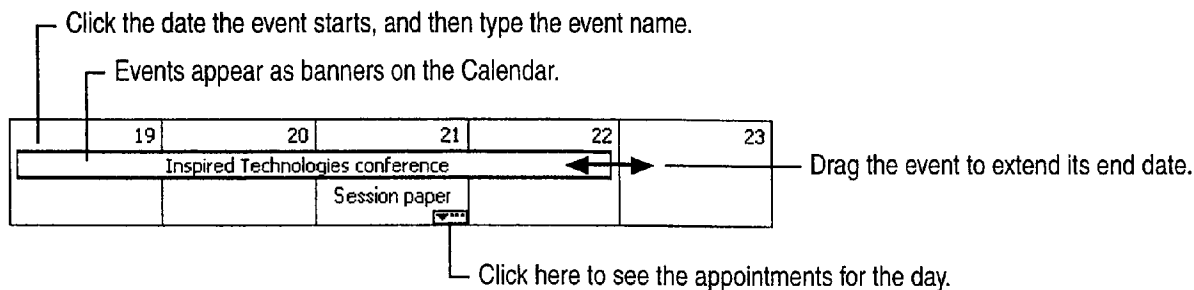 Click the date the event starts, and then type the event name.
Events appear as banners on the Calendar.
19 20 21 22 23
Inspired Technologies conference
Drag the event to extend its end date.
Session paper
Click here to see the appointments for the day.